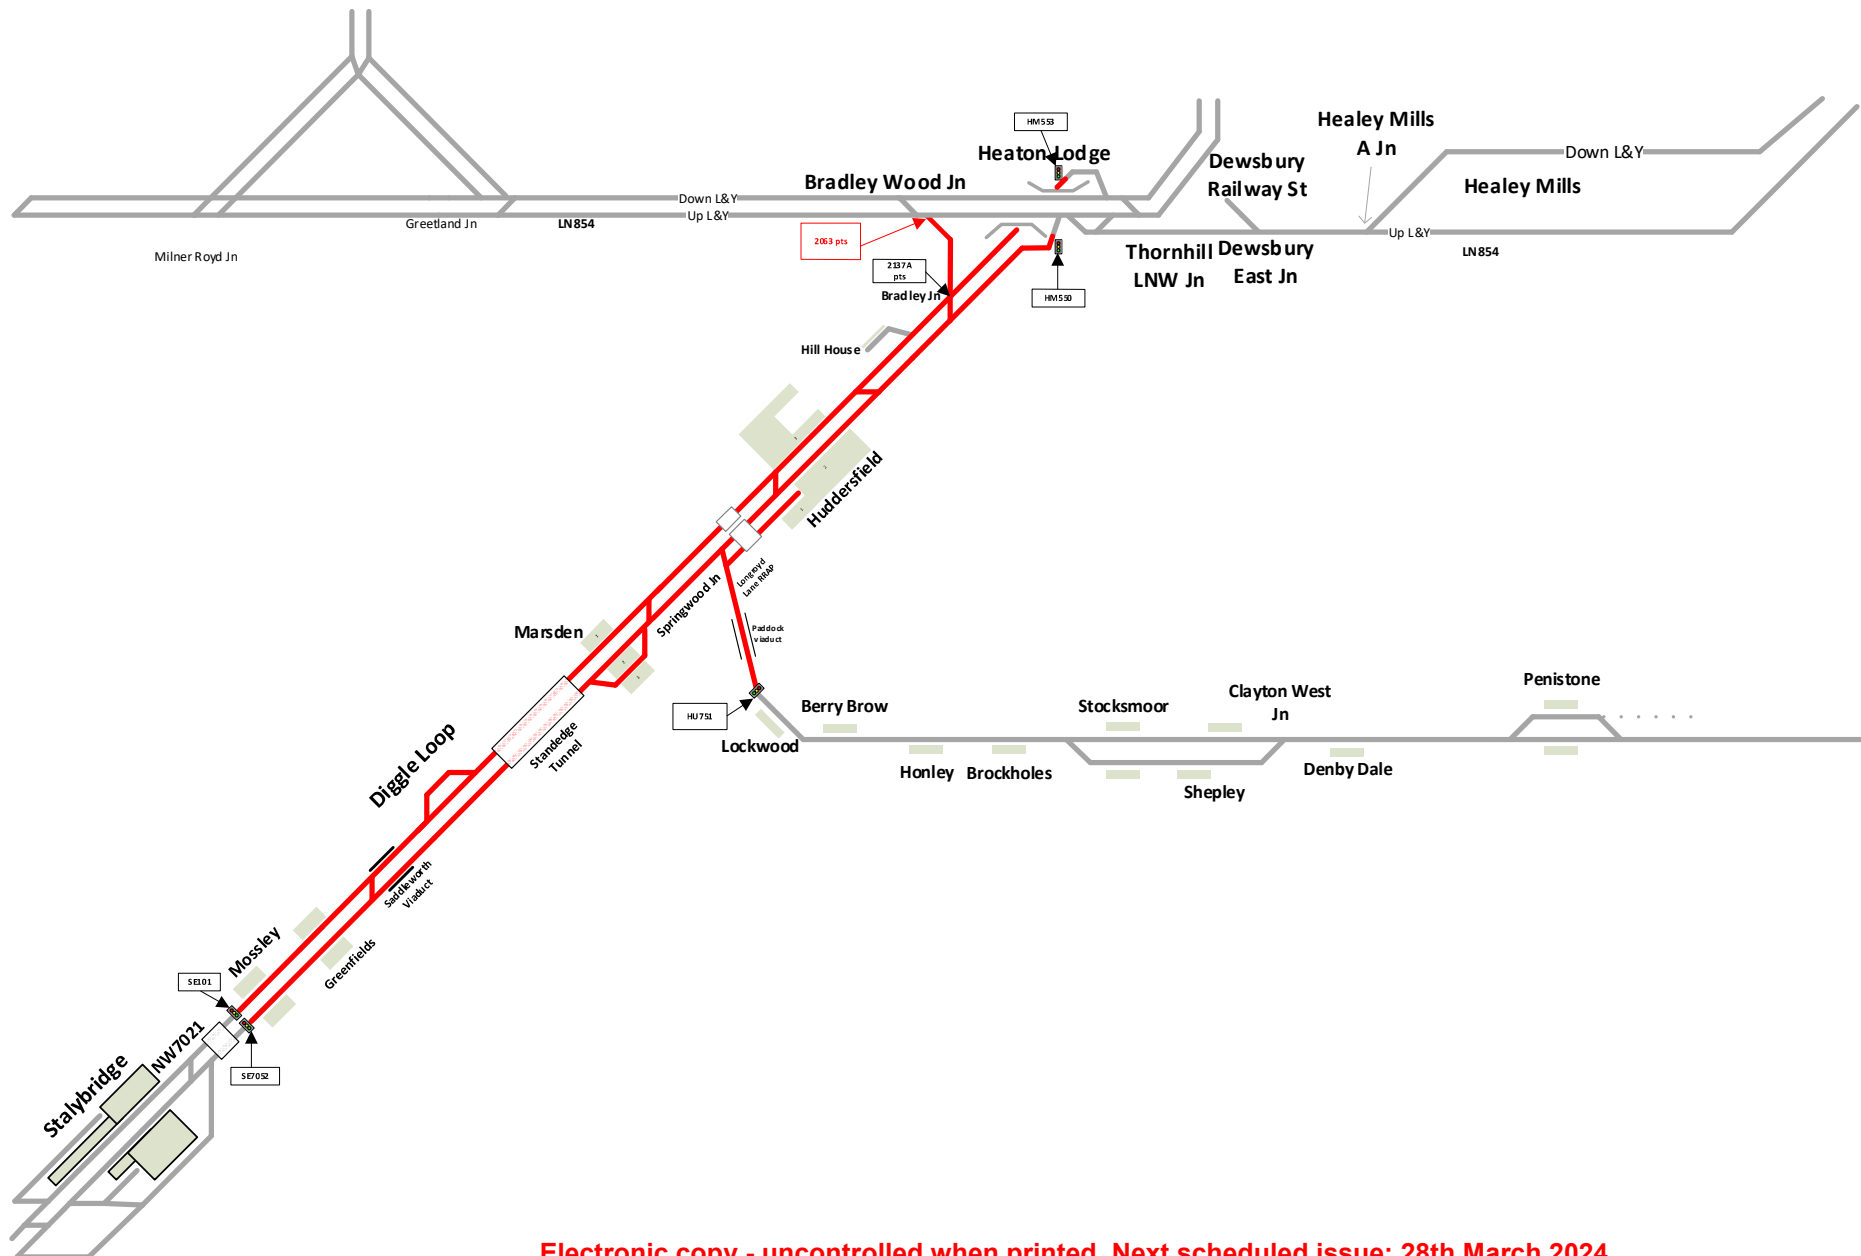 HM553
Healey Mills
A Jn
Heaton Lodge
Dewsbury
Railway St
Down L&Y
Healey Mills
Bradley Wood Jn
Down L&Y
Up L&Y
Greetland Jn
LN854
2063 pts
Up L&Y
LN854
Milner Royd Jn
Thornhill
LNW Jn
Dewsbury
East Jn
2137A
pts
Bradley Jn
HM550
Hill House
Huddersfield
Longroyd
Lane RRAP
Springwood Jn
Marsden
Paddock
viaduct
HU751
Lockwood
Berry Brow
Honley
Brockholes
Stocksmoor
Shepley
Clayton West
Jn
Denby Dale
Penistone
Standedge
Tunnel
Diggle Loop
Saddleworth
Viaduct
Mossley
Greenfields
SE101
NW7021
SE7052
Stalybridge
Electronic copy - uncontrolled when printed. Next scheduled issue: 28th March 2024